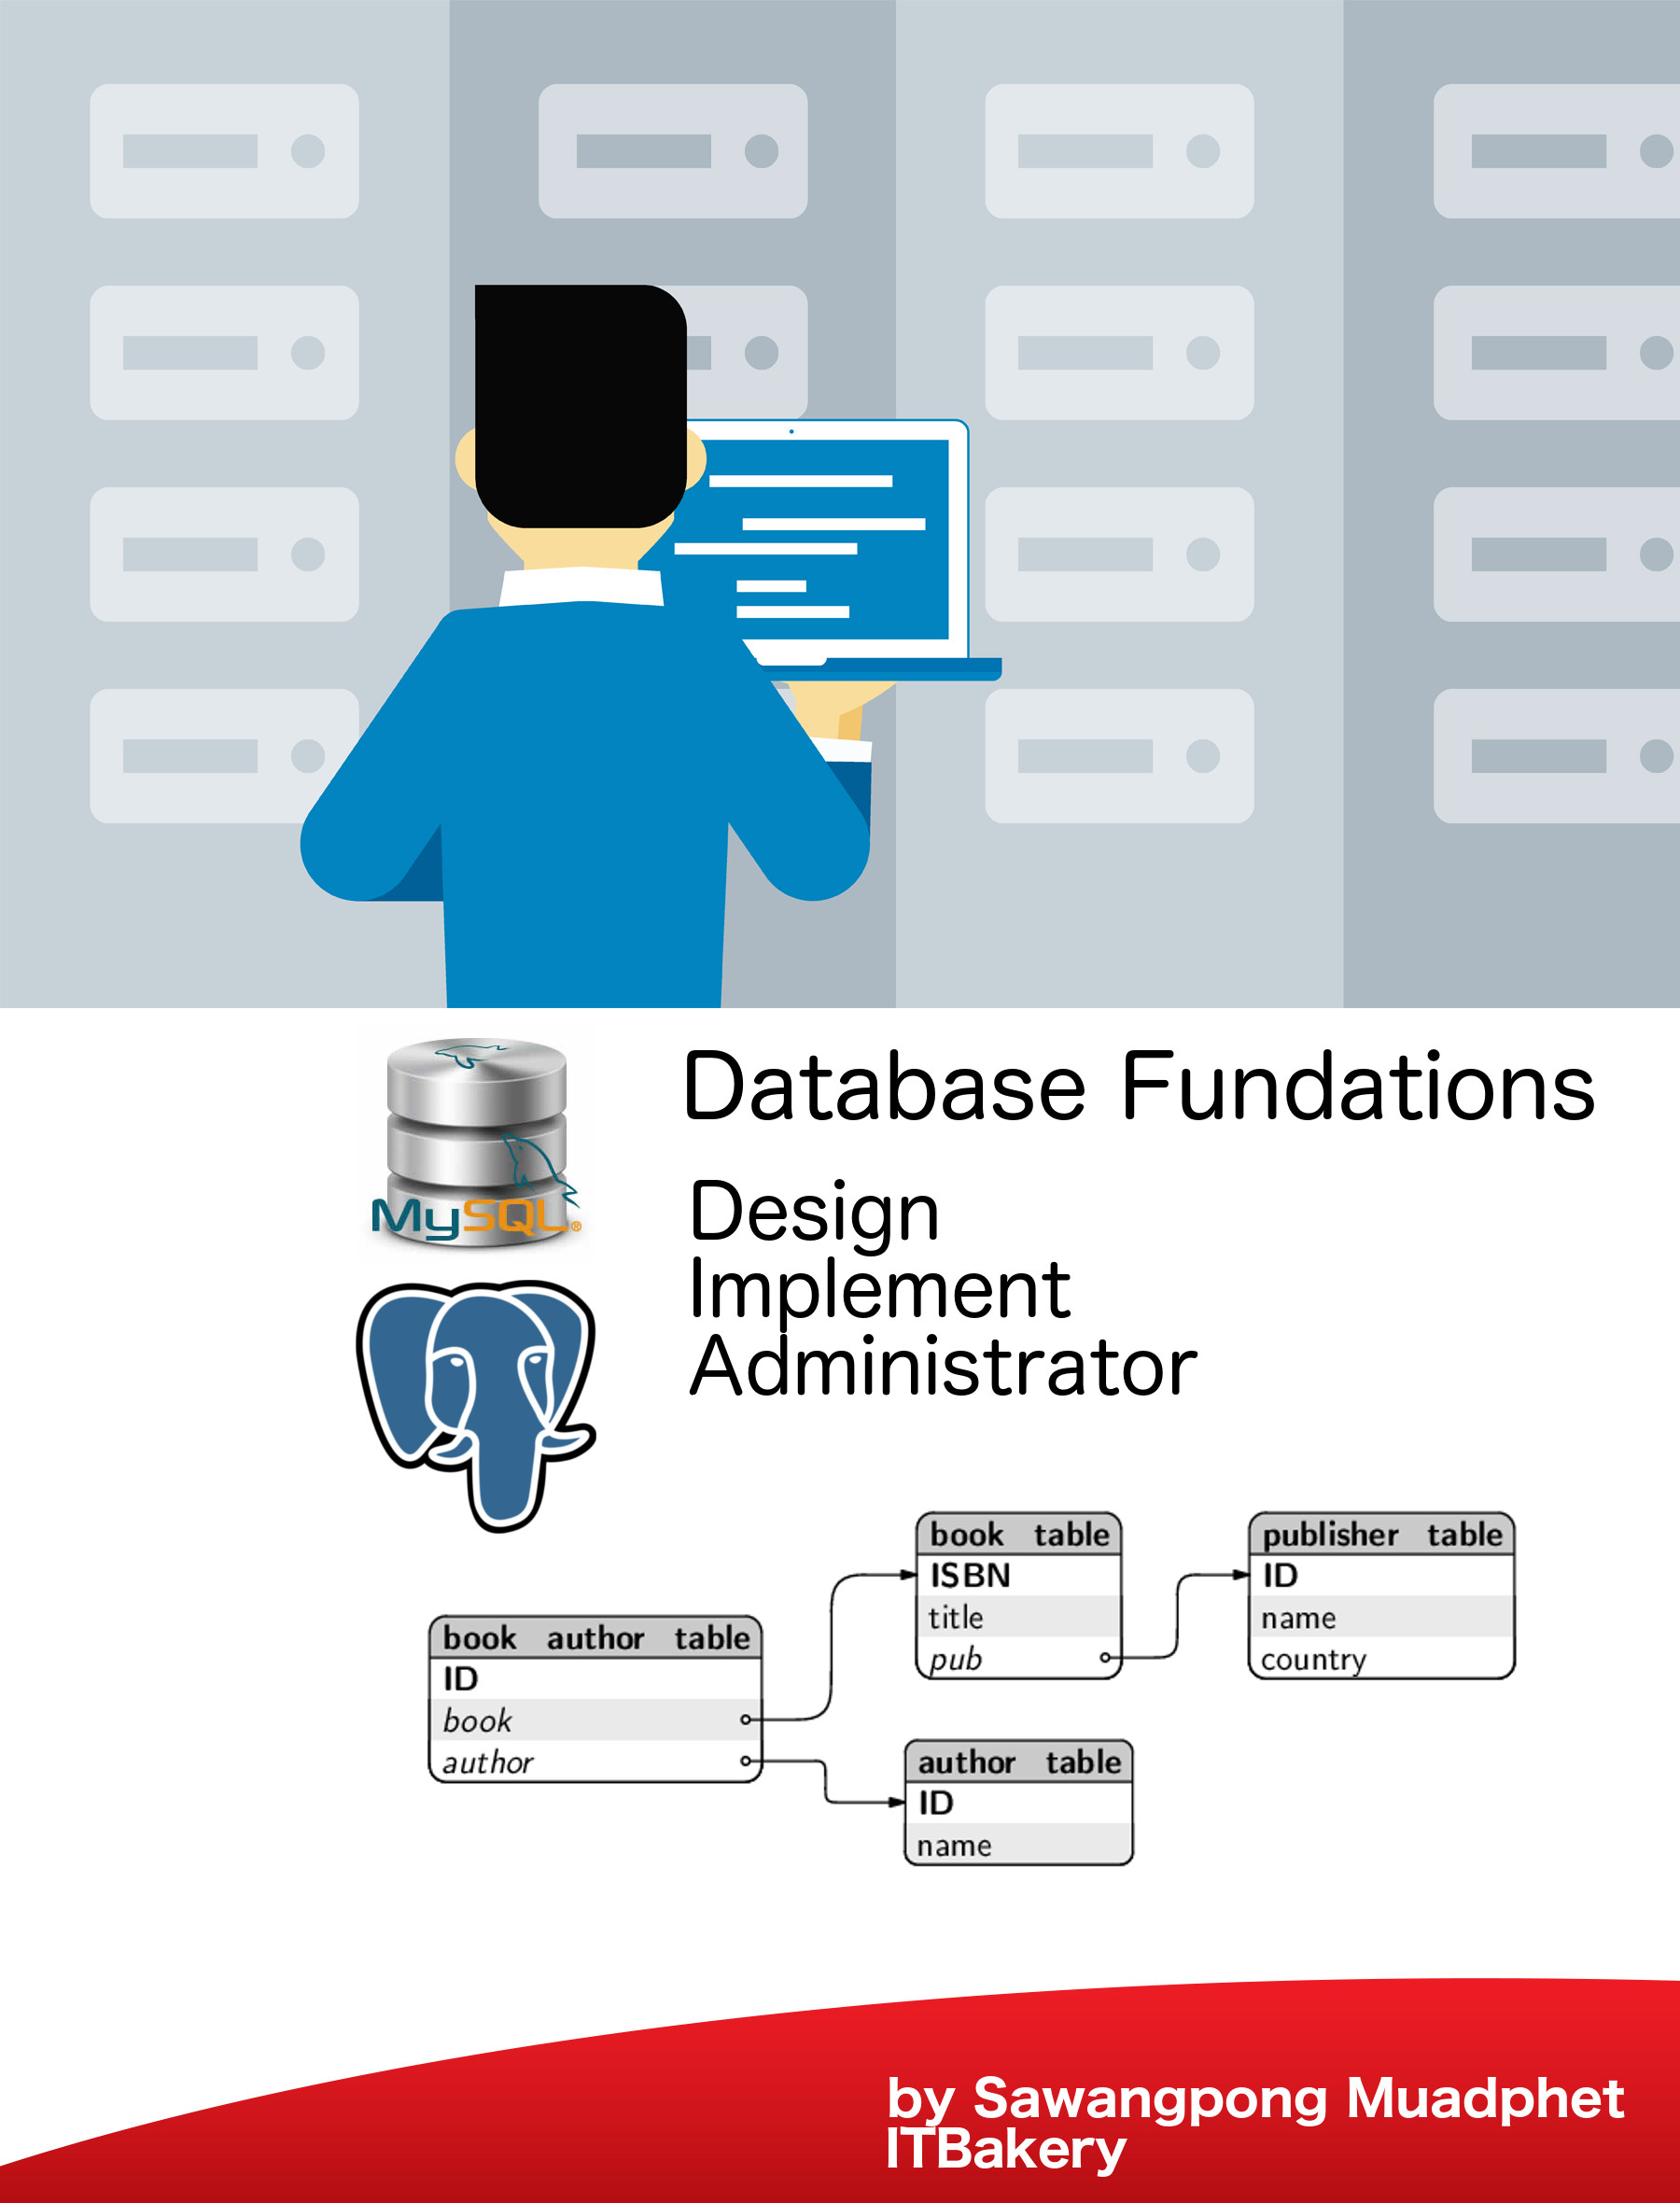 Database Fundations
Design
Implement
Administrator
MySQL®
book table
ISBN
title
pub
publisher table
ID
name
country
book author table
ID
book
author
author table
ID
name
by Sawangpong Muadphet
ITBakery